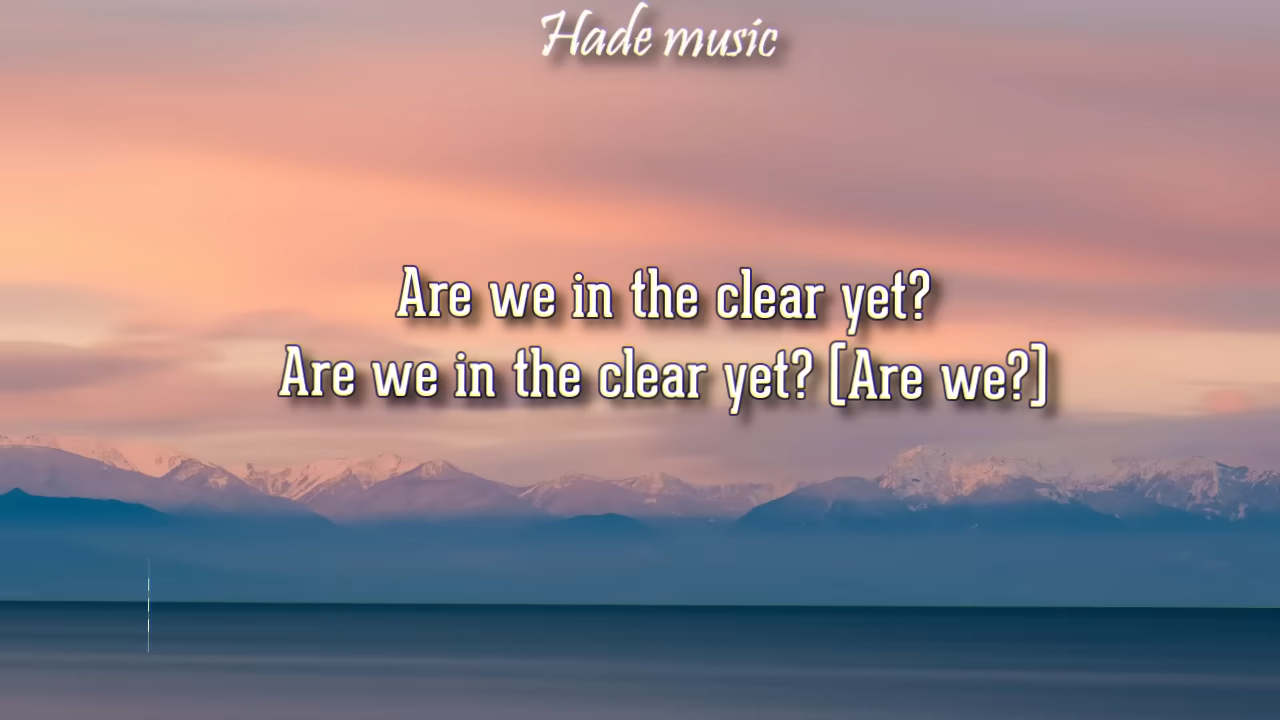 Hade music
Are we in the clear yet?
Are we in the clear yet? [Are we?]